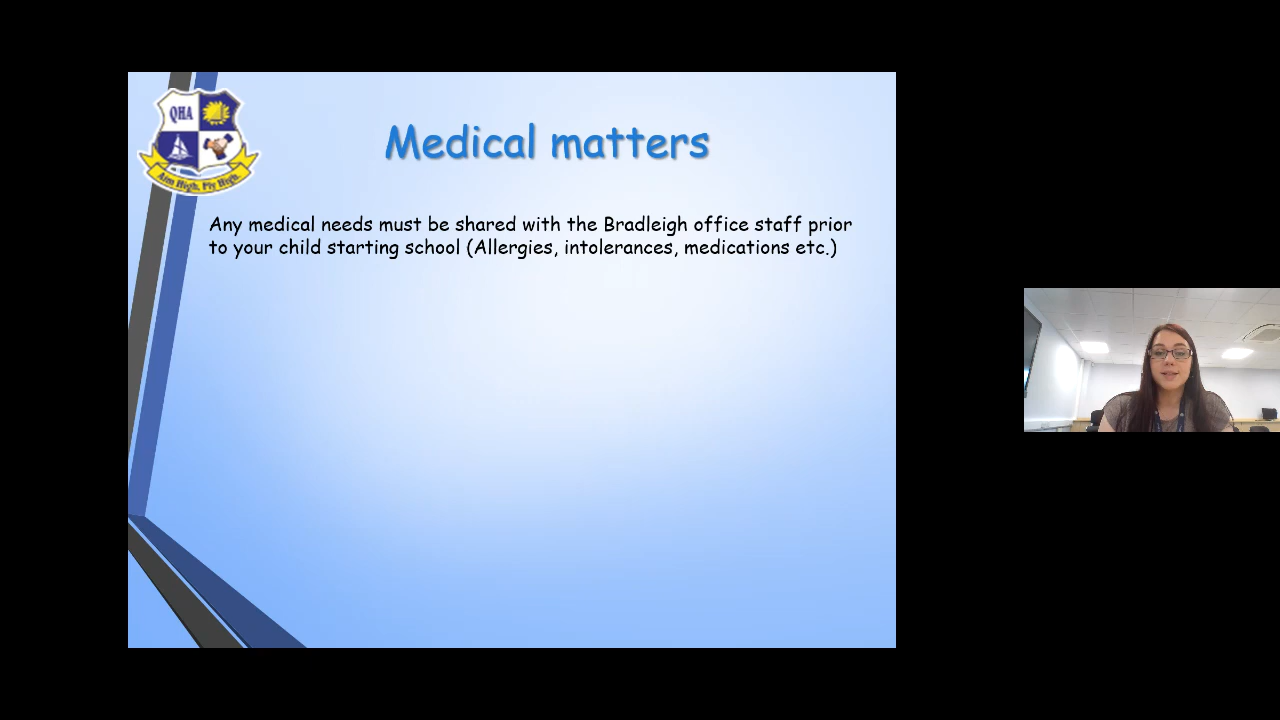 QHA
Aim High, Fly High.
Medical matters
Any medical needs must be shared with the Bradleigh office staff prior
to your child starting school (Allergies, intolerances, medications etc.)